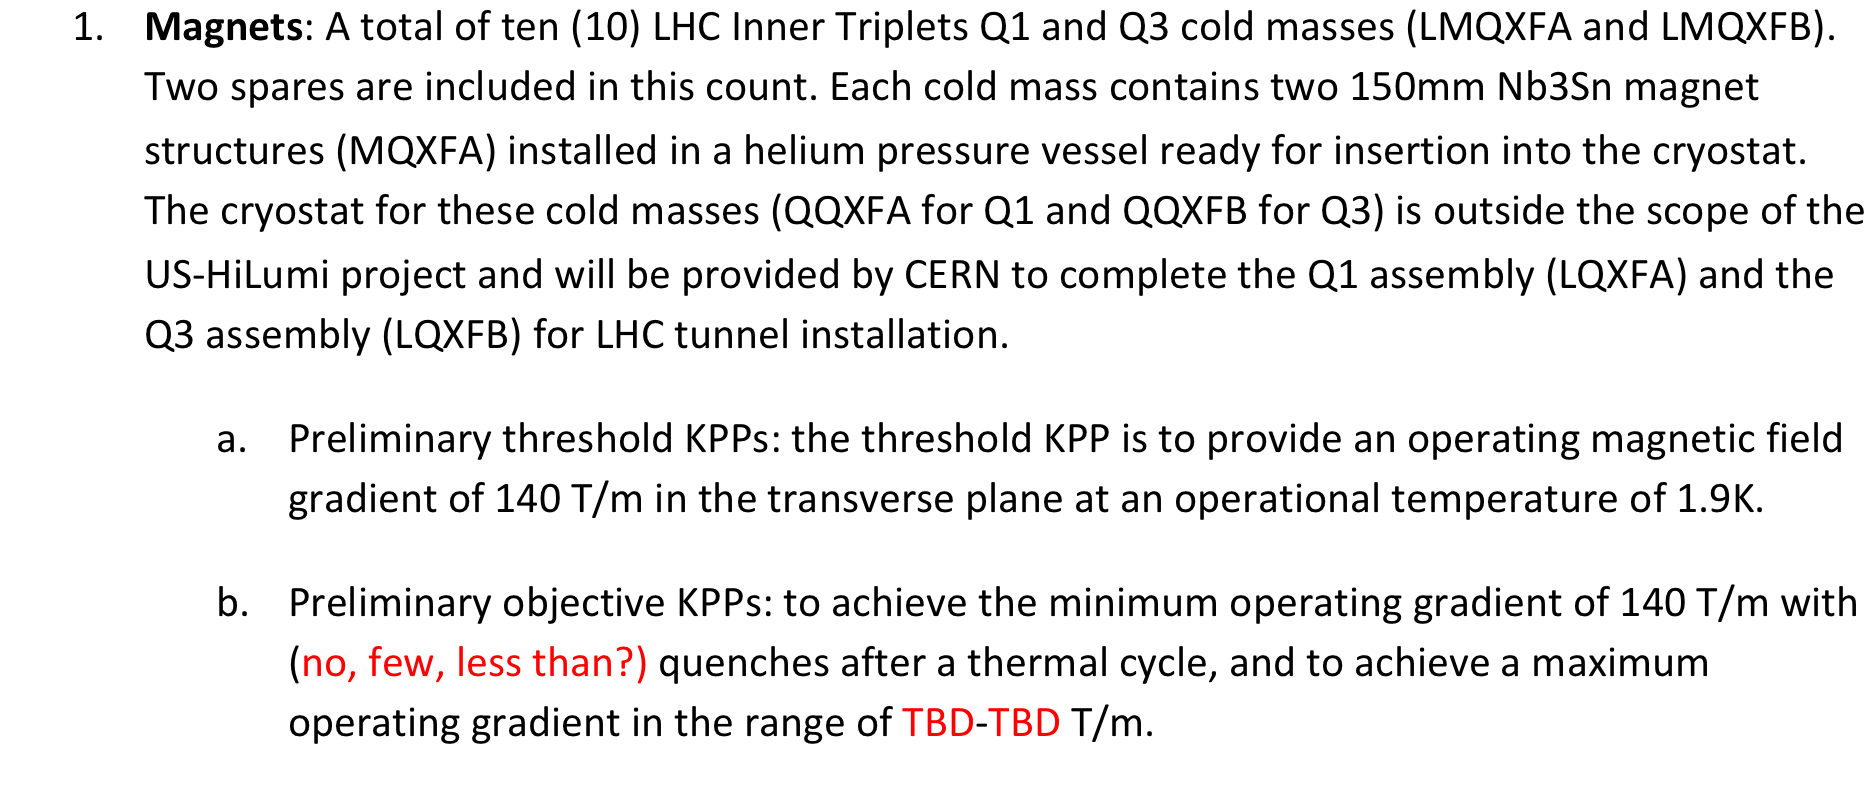 1. Magnets: A total of ten (10) LHC Inner Triplets Q1 and Q3 cold masses (LMQXFA and LMQXFB).
Two spares are included in this count. Each cold mass contains two 150mm Nb3Sn magnet
structures (MQXFA) installed in a helium pressure vessel ready for insertion into the cryostat.
The cryostat for these cold masses (QQXFA for Q1 and QQXFB for Q3) is outside the scope of the
US-HiLumi project and will be provided by CERN to complete the Q1 assembly (LQXFA) and the
Q3 assembly (LQXFB) for LHC tunnel installation.
a. Preliminary threshold KPPs: the threshold KPP is to provide an operating magnetic field
gradient of 140 T/m in the transverse plane at an operational temperature of 1.9K.
b. Preliminary objective KPPs: to achieve the minimum operating gradient of 140 T/m with
(no, few, less than?) quenches after a thermal cycle, and to achieve a maximum
operating gradient in the range of TBD-TBD T/m.